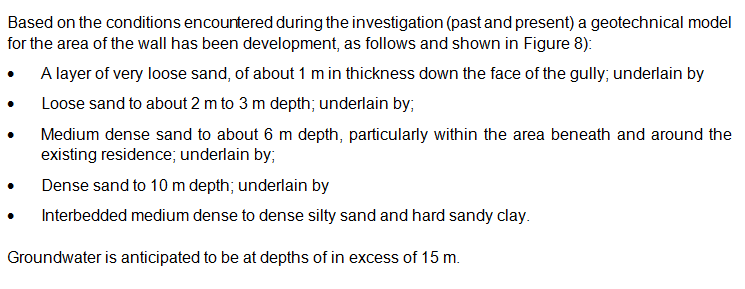 Based on the conditions encountered during the investigation (past and present) a geotechnical model
for the area of the wall has been development, as follows and shown in Figure 8):
• A layer of very loose sand, of about 1 m in thickness down the face of the gully; underlain by
• Loose sand to about 2 m to 3 m depth; underlain by;
• Medium dense sand to about 6 m depth, particularly within the area beneath and around the
existing residence; underlain by;
• Dense sand to 10 m depth; underlain by
• Interbedded medium dense to dense silty sand and hard sandy clay.
Groundwater is anticipated to be at depths of in excess of 15 m.